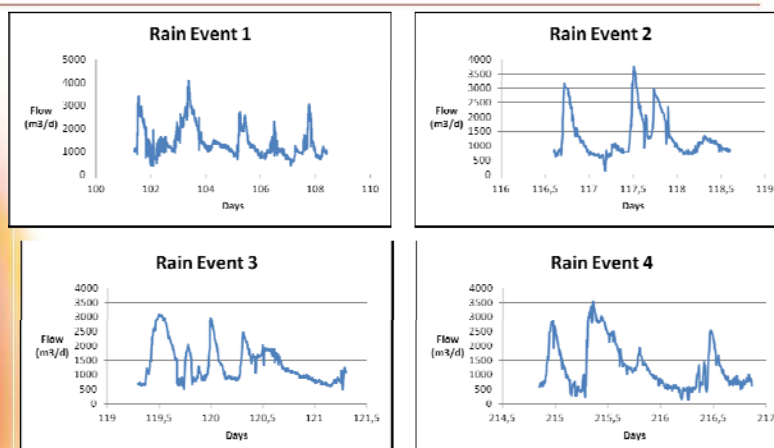 Rain Event 1
5000
4000
3000
2000
1000
0
Flow
(m3/d)
100 102 104 106 108 110
Days
Rain Event 2
4000
3500
3000
2500
2000
1500
1000
500
0
Flow
(m3/d)
116 116,5 117 117,5 118 118,5 119
Days
Rain Event 3
4000
3500
3000
2500
2000
1500
1000
500
0
Flow
(m3/d)
119 119,5 120 120,5 121 121,5
Days
Rain Event 4
4000
3500
3000
2500
2000
1500
1000
500
0
Flow
(m3/d)
214,5 215 215,5 216 216,5 217
Days